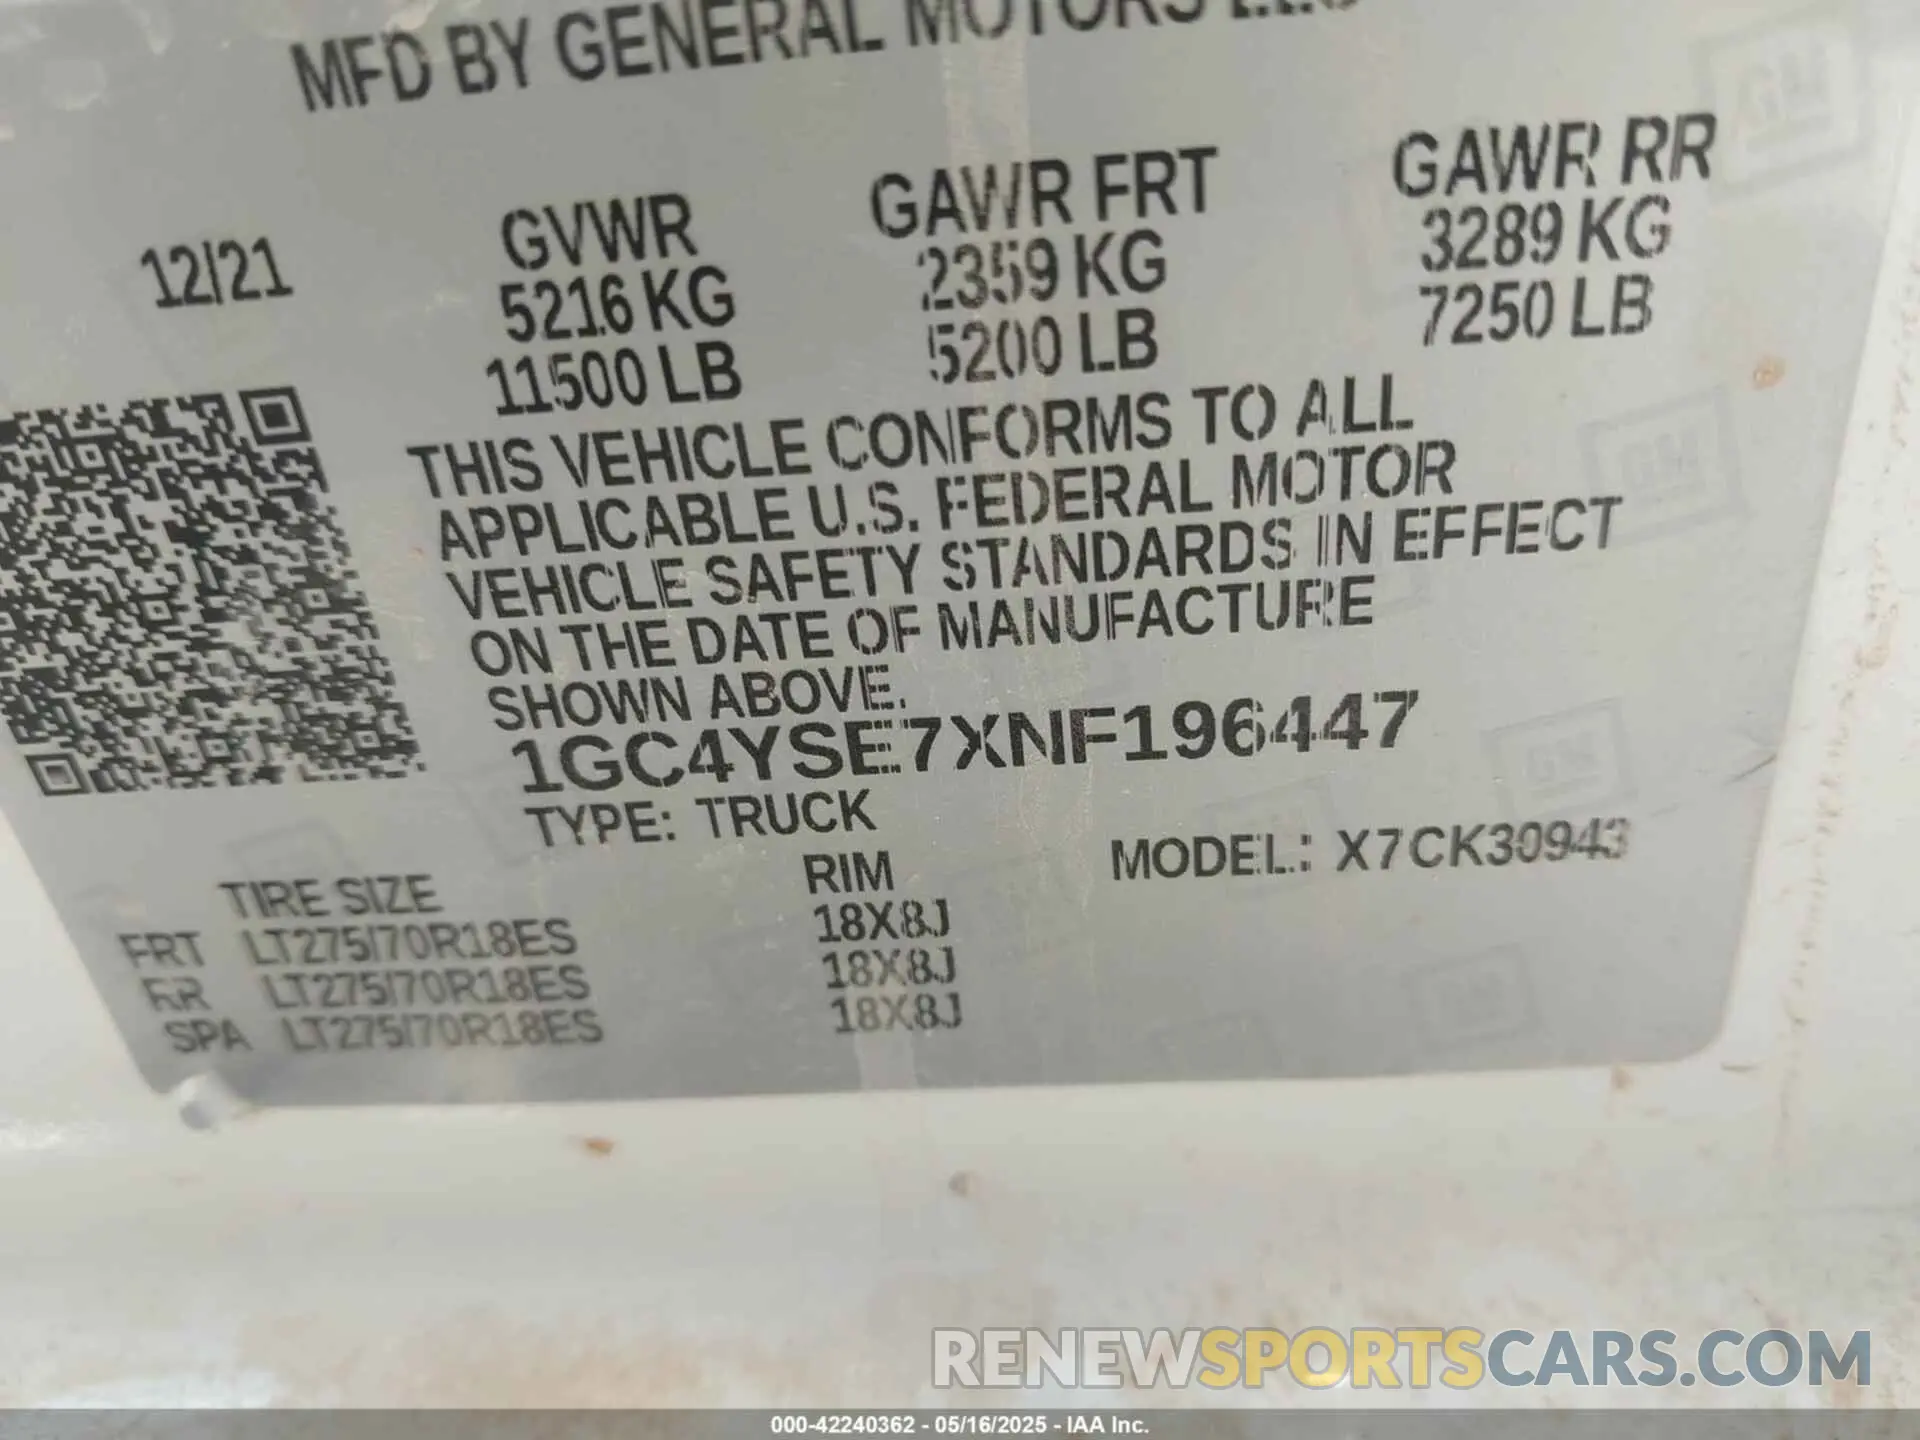 MFD BY GENERAL MOTORS LLC
12/21
GVWR
5216 KG
11500 LB
GAWR FRT
2359 KG
5200 LB
GAWR RR
3289 KG
7250 LB
THIS VEHICLE CONFORMS TO ALL
APPLICABLE U.S. FEDERAL MOTOR
VEHICLE SAFETY STANDARDS IN EFFECT
ON THE DATE OF MANUFACTURE
SHOWN ABOVE.
1GC4YSE7XNF196447
TYPE: TRUCK
MODEL: X7CK30943
TIRE SIZE RIM
FRT LT275/70R18ES 18X8J
RR LT275/70R18ES 18X8J
SPA LT275/70R18ES 18X8J
RENEWSPORTSCARS.COM
000-42240362 - 05/16/2025 - IAA Inc.